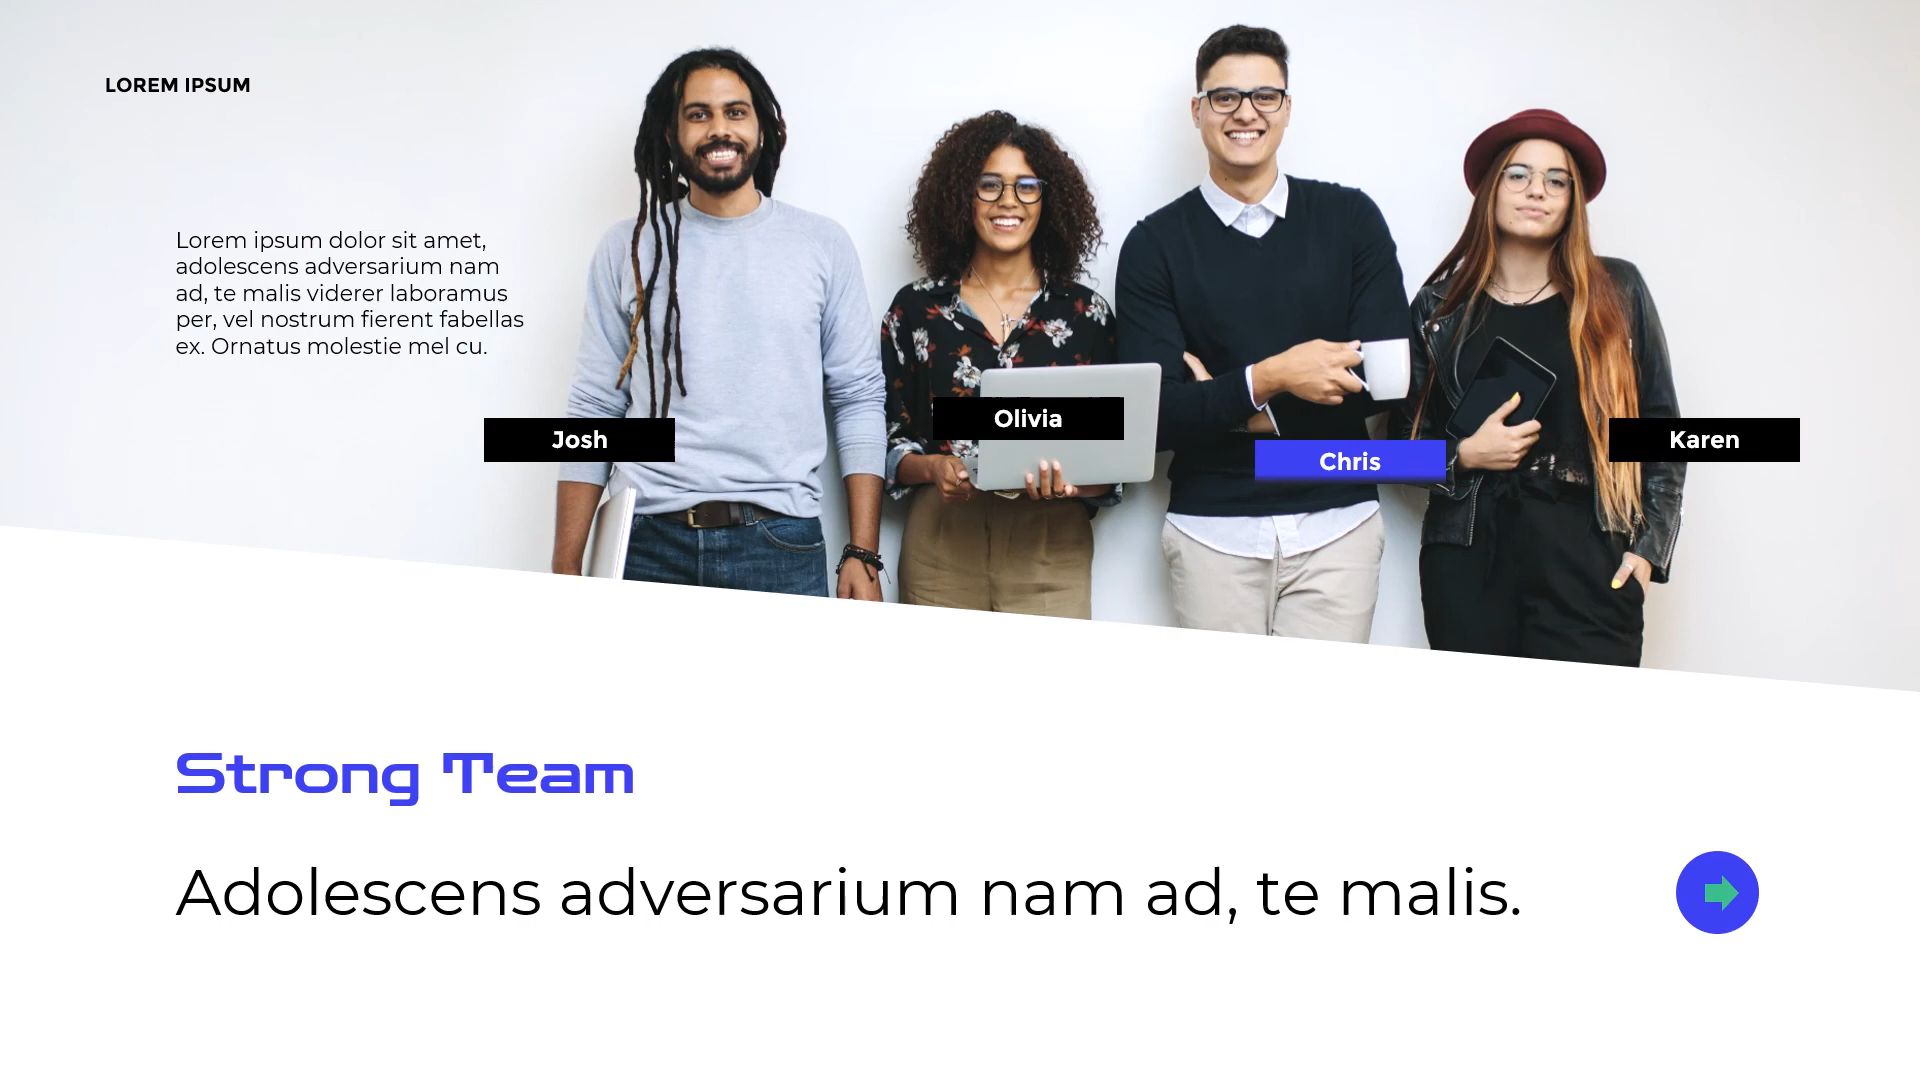 LOREM IPSUM
Lorem ipsum dolor sit amet,
adolescens adversarium nam
ad, te malis viderer laboramus
per, vel nostrum fierent fabellas
ex. Ornatus molestie mel cu.
Josh
Olivia
Chris
Karen
Strong Team
Adolescens adversarium nam ad, te malis.